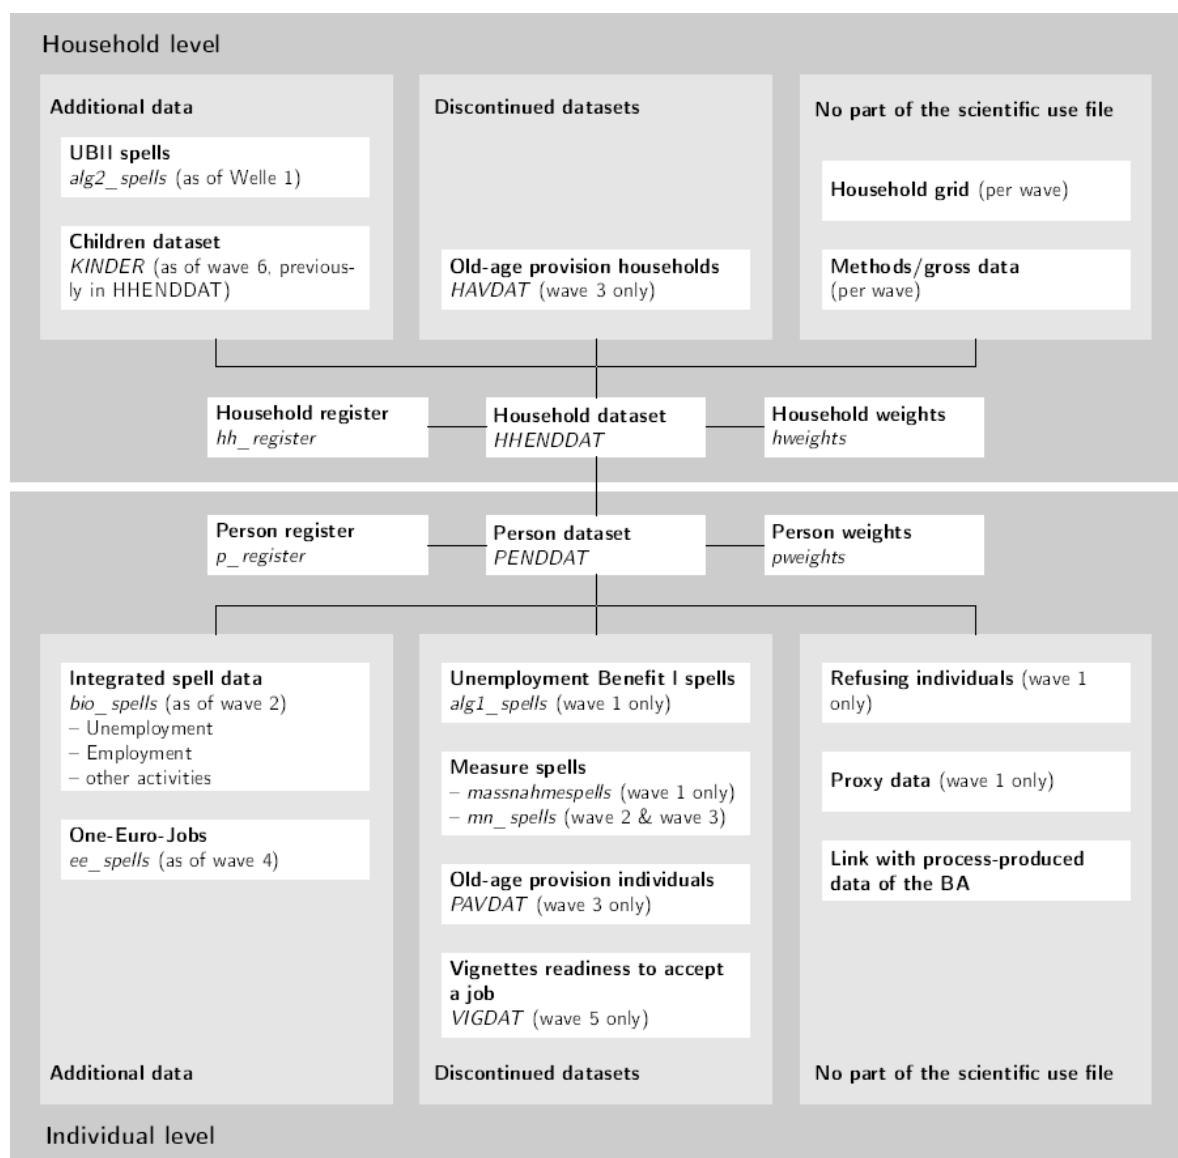 Household level
Additional data
UBII spells
alg2_spells (as of Welle 1)
Children dataset
KINDER (as of wave 6, previous-
ly in HHENDDAT)
Discontinued datasets
Old-age provision households
HAVDAT (wave 3 only)
No part of the scientific use file
Household grid (per wave)
Methods/gross data
(per wave)
Household register
hh_register
Household dataset
HHENDDAT
Household weights
hweights
Person register
p_register
Person dataset
PENDDAT
Person weights
pweights
Integrated spell data
bio_spells (as of wave 2)
– Unemployment
– Employment
– other activities
One-Euro-Jobs
ee_spells (as of wave 4)
Additional data
Unemployment Benefit I spells
alg1_spells (wave 1 only)
Measure spells
– massnahmespells (wave 1 only)
– mn_spells (wave 2 & wave 3)
Old-age provision individuals
PAVDAT (wave 3 only)
Vignettes readiness to accept
a job
VIGDAT (wave 5 only)
Discontinued datasets
Refusing individuals (wave 1
only)
Proxy data (wave 1 only)
Link with process-produced
data of the BA
No part of the scientific use file
Individual level